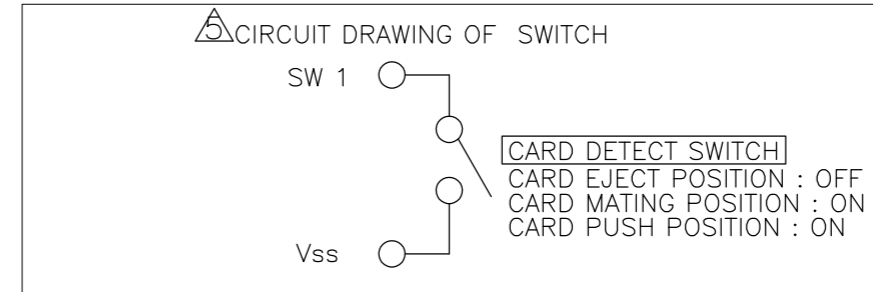 5 CIRCUIT DRAWING OF SWITCH
SW 1
CARD DETECT SWITCH
CARD EJECT POSITION : OFF
CARD MATING POSITION : ON
CARD PUSH POSITION : ON
Vss